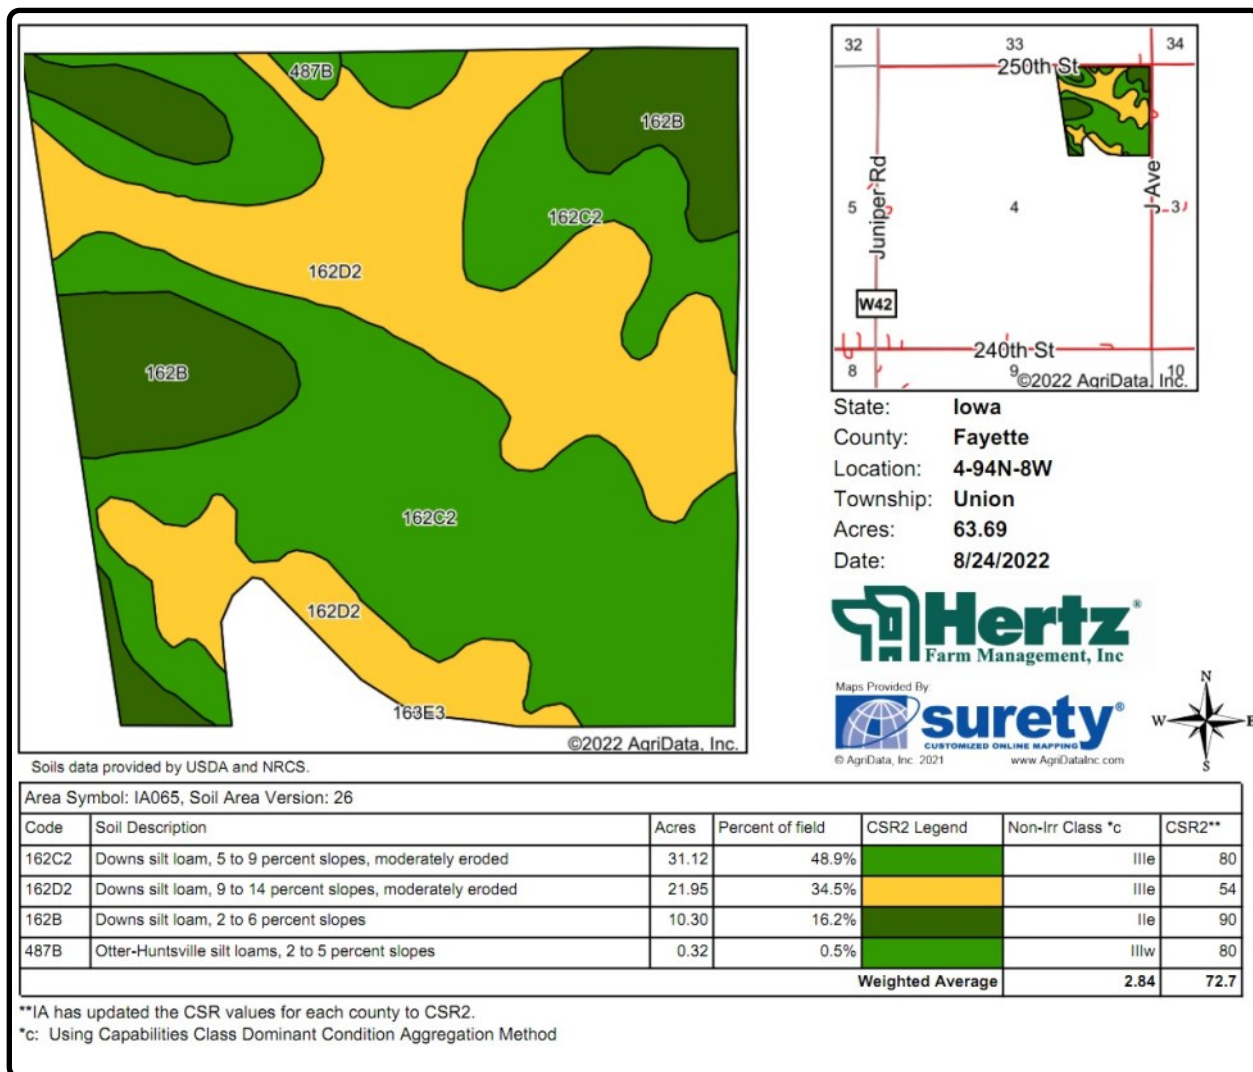 487B
162B
162C2
162D2
162B
162C2
162D2
163E3
©2022 AgriData, Inc.
Soils data provided by USDA and NRCS.
32 33 34
250th St
Juniper Rd
J Ave
5 4 3
W42
240th St
8 9 10
©2022 AgriData, Inc.
State: Iowa
County: Fayette
Location: 4-94N-8W
Township: Union
Acres: 63.69
Date: 8/24/2022
Hertz®
Farm Management, Inc
Maps Provided By
surety®
CUSTOMIZED ONLINE MAPPING
© AgriData, Inc. 2021 www.AgriDataInc.com
N
W E
S
Area Symbol: IA065, Soil Area Version: 26
Code Soil Description Acres Percent of field CSR2 Legend Non-Irr Class *c CSR2**
162C2 Downs silt loam, 5 to 9 percent slopes, moderately eroded 31.12 48.9% IIIe 80
162D2 Downs silt loam, 9 to 14 percent slopes, moderately eroded 21.95 34.5% IIIe 54
162B Downs silt loam, 2 to 6 percent slopes 10.30 16.2% IIe 90
487B Otter-Huntsville silt loams, 2 to 5 percent slopes 0.32 0.5% IIIw 80
Weighted Average 2.84 72.7
**IA has updated the CSR values for each county to CSR2.
*c: Using Capabilities Class Dominant Condition Aggregation Method